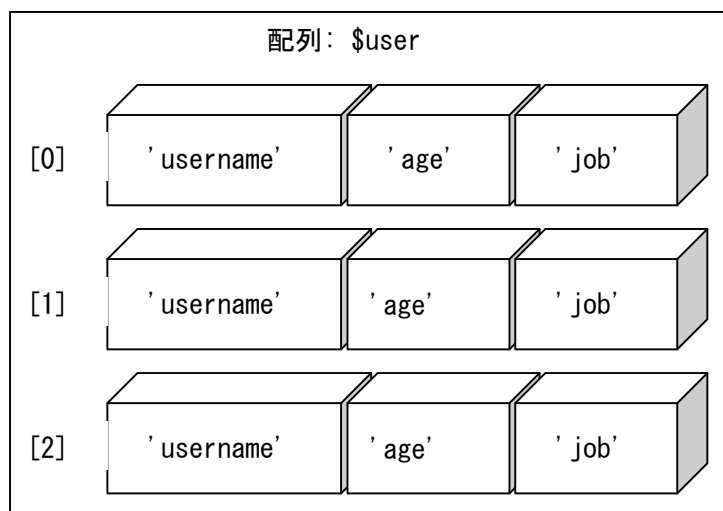 配列: $user
[0] 'username' 'age' 'job'
[1] 'username' 'age' 'job'
[2] 'username' 'age' 'job'